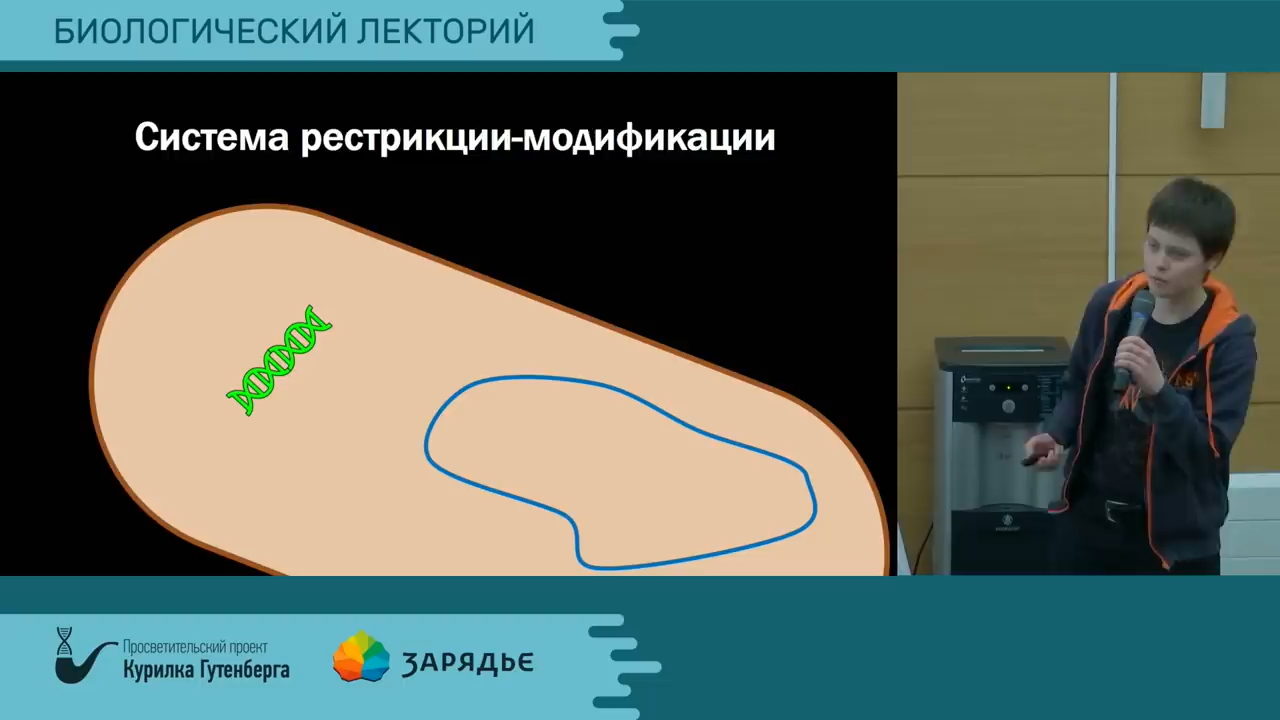 БИОЛОГИЧЕСКИЙ ЛЕКТОРИЙ
Система рестрикции-модификации
Просветительский проект
Курилка Гутенберга
ЗАРЯДЬЕ